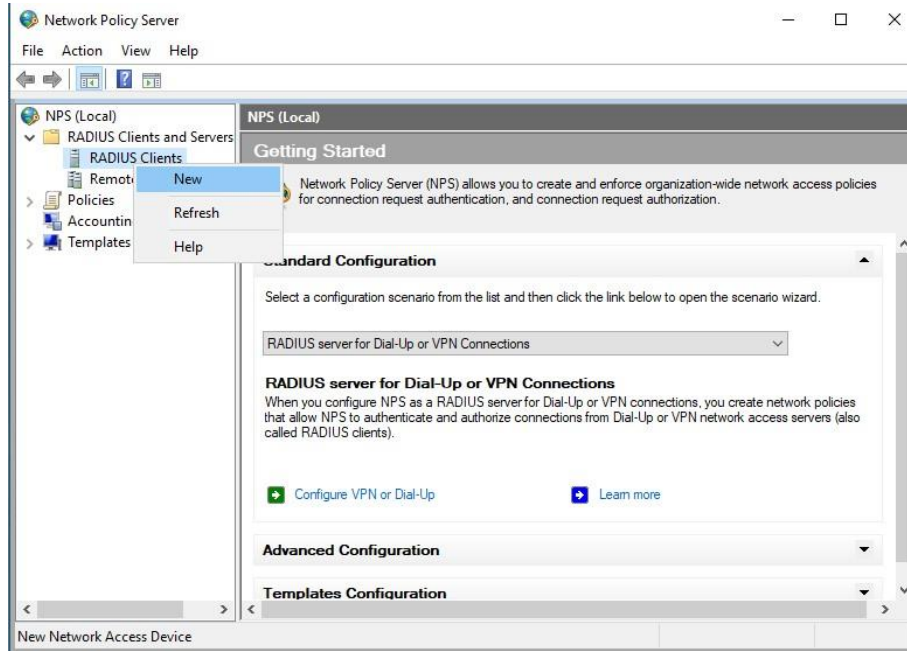 Network Policy Server
File Action View Help
NPS (Local)
RADIUS Clients and Servers
RADIUS Clients
Remot
Policies
Accountin
Templates
New
Refresh
Help
NPS (Local)
Getting Started
Network Policy Server (NPS) allows you to create and enforce organization-wide network access policies
for connection request authentication, and connection request authorization.
Standard Configuration
Select a configuration scenario from the list and then click the link below to open the scenario wizard.
RADIUS server for Dial-Up or VPN Connections
RADIUS server for Dial-Up or VPN Connections
When you configure NPS as a RADIUS server for Dial-Up or VPN connections, you create network policies
that allow NPS to authenticate and authorize connections from Dial-Up or VPN network access servers (also
called RADIUS clients).
Configure VPN or Dial-Up Learn more
Advanced Configuration
Templates Configuration
New Network Access Device